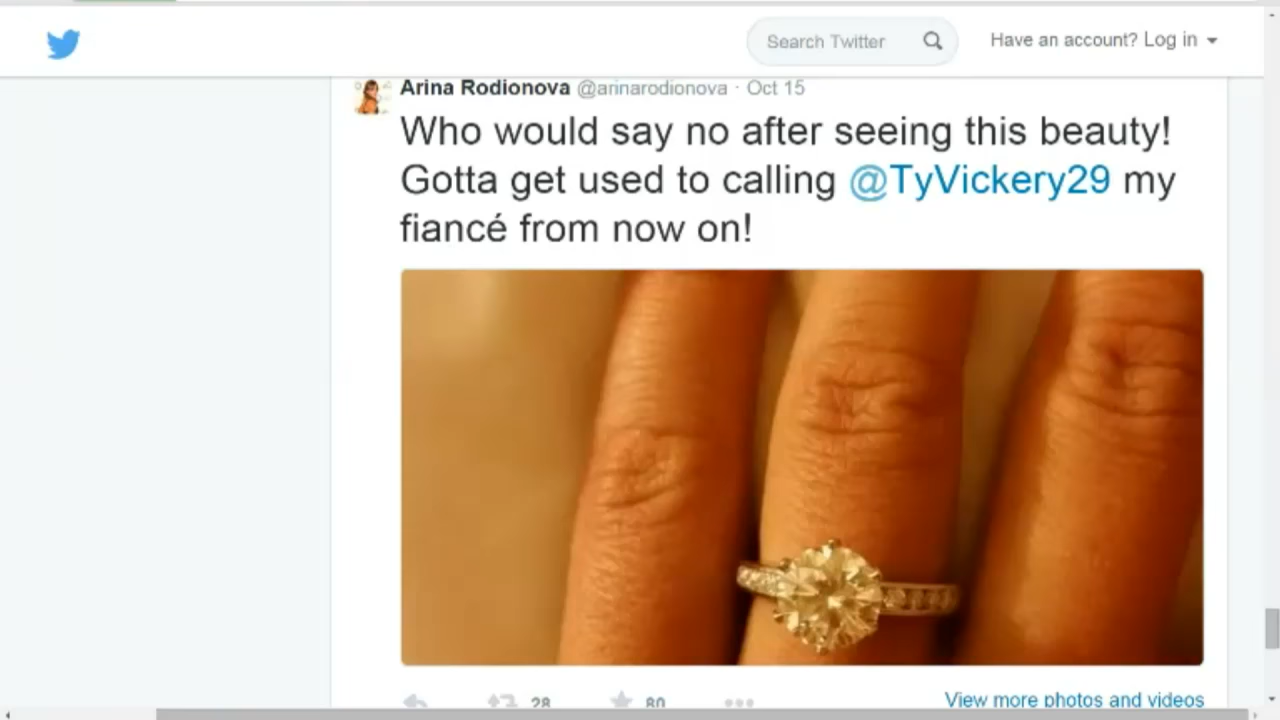 Search Twitter
Have an account? Log in
Arina Rodionova @arinarodionova · Oct 15
Who would say no after seeing this beauty!
Gotta get used to calling @TyVickery29 my
fiancé from now on!
28
80
View more photos and videos